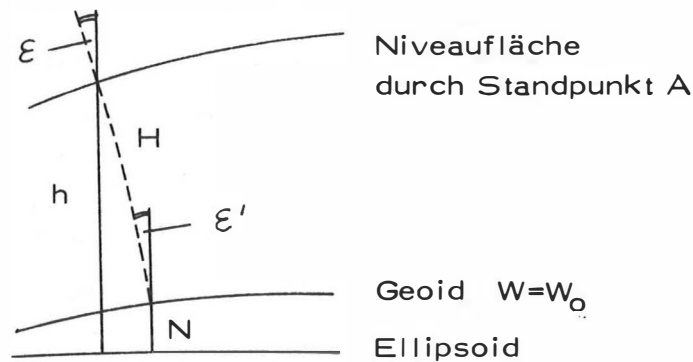 ε
Niveaufläche
durch Standpunkt A
H
h
ε'
Geoid W=W₀
N
Ellipsoid